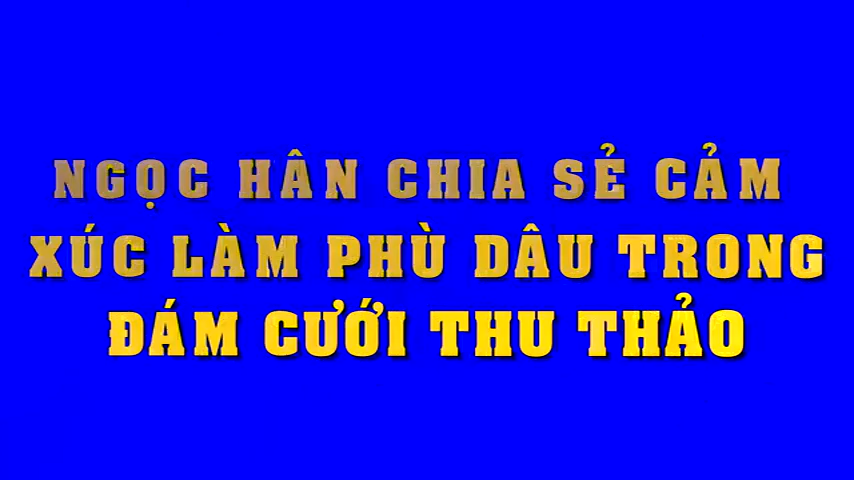 NGỌC HÂN CHIA SẺ CẢM
XÚC LÀM PHÙ DÂU TRONG
ĐÁM CƯỚI THU THẢO